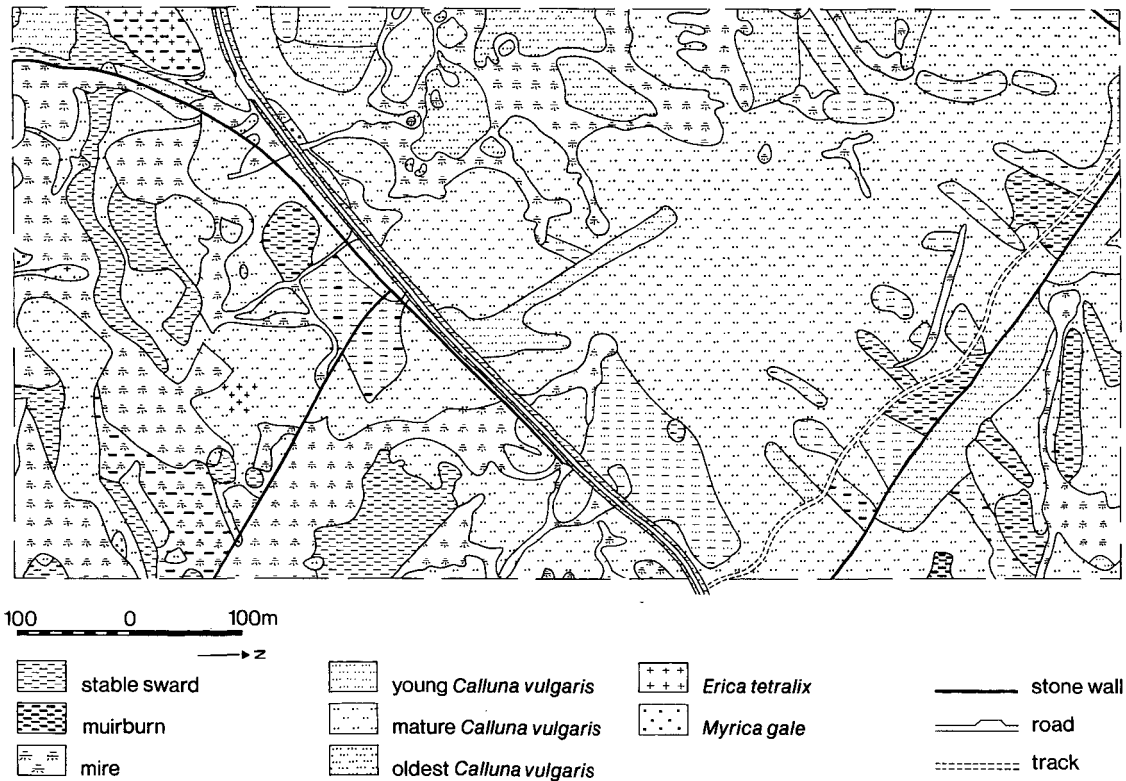 100 0 100m
N
stable sward
muirburn
mire
young Calluna vulgaris
mature Calluna vulgaris
oldest Calluna vulgaris
Erica tetralix
Myrica gale
stone wall
road
track